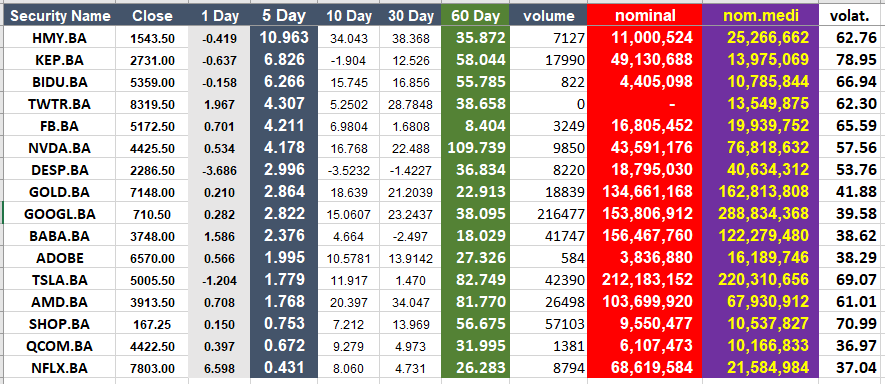 Security Name Close 1 Day 5 Day 10 Day 30 Day 60 Day volume nominal nom.medi volat.
HMY.BA 1543.50 -0.419 10.963 34.043 38.368 35.872 7127 11,000,524 25,266,662 62.76
KEP.BA 2731.00 -0.637 6.826 -1.904 12.526 58.044 17990 49,130,688 13,975,069 78.95
BIDU.BA 5359.00 -0.158 6.266 15.745 16.856 55.785 822 4,405,098 10,785,844 66.94
TWTR.BA 8319.50 1.967 4.307 5.2502 28.7848 38.658 0 - 13,549,875 62.30
FB.BA 5172.50 0.701 4.211 6.9804 1.6808 8.404 3249 16,805,452 19,939,752 65.59
NVDA.BA 4425.50 0.534 4.178 16.768 22.488 109.739 9850 43,591,176 76,818,632 57.56
DESP.BA 2286.50 -3.686 2.996 -3.5232 -1.4227 36.834 8220 18,795,030 40,634,312 53.76
GOLD.BA 7148.00 0.210 2.864 18.639 21.2039 22.913 18839 134,661,168 162,813,808 41.88
GOOGL.BA 710.50 0.282 2.822 15.0607 23.2437 38.095 216477 153,806,912 288,834,368 39.58
BABA.BA 3748.00 1.586 2.376 4.664 -2.497 18.029 41747 156,467,760 122,279,480 38.62
ADOBE 6570.00 0.566 1.995 10.5781 13.9142 27.326 584 3,836,880 16,189,746 38.29
TSLA.BA 5005.50 -1.204 1.779 11.917 1.470 82.749 42390 212,183,152 220,310,656 69.07
AMD.BA 3913.50 0.708 1.768 20.397 34.047 81.770 26498 103,699,920 67,930,912 61.01
SHOP.BA 167.25 0.150 0.753 7.212 13.969 56.675 57103 9,550,477 10,537,827 70.99
QCOM.BA 4422.50 0.397 0.672 9.279 4.973 31.995 1381 6,107,473 10,166,833 36.97
NFLX.BA 7803.00 6.598 0.431 8.060 4.731 26.283 8794 68,619,584 21,584,984 37.04